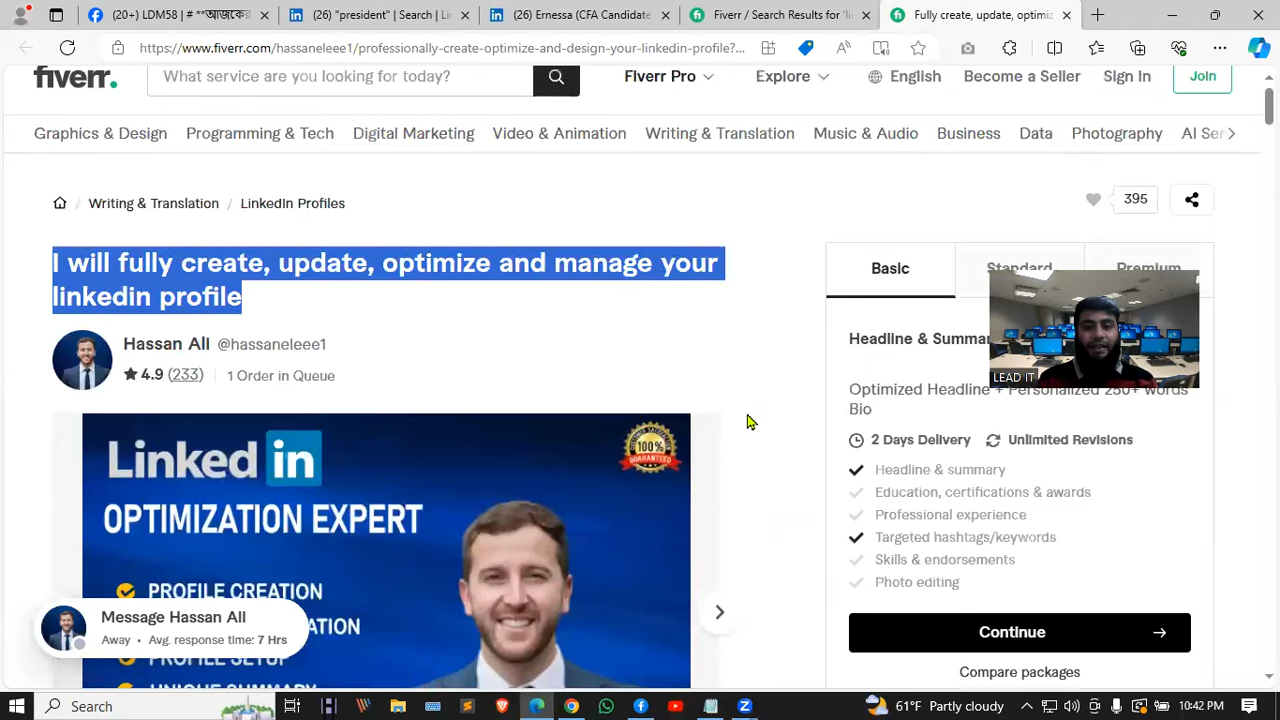 (20+) LDM58 | # **আজকের
(26) "president" | Search | Lin
(26) Ernessa (CFA Candidate
Fiverr / Search Results for 'lin
Fully create, update, optimiz
https://www.fiverr.com/hassaneleee1/professionally-create-optimize-and-design-your-linkedin-profile?...
fiverr.
What service are you looking for today?
Fiverr Pro
Explore
English
Become a Seller
Sign In
Join
Graphics & Design
Programming & Tech
Digital Marketing
Video & Animation
Writing & Translation
Music & Audio
Business
Data
Photography
AI Ser
/ Writing & Translation / LinkedIn Profiles
395
I will fully create, update, optimize and manage your
linkedin profile
Hassan Ali @hassaneleee1
4.9 (233) | 1 Order in Queue
Linked in
OPTIMIZATION EXPERT
PROFILE CREATION
100%
Message Hassan Ali
Away • Avg. response time: 7 Hrs
UNIQUE SUMMARY
Basic
Standard
Premium
Headline & Summar
LEAD IT
Optimized Headline + Personalized 250+ words
Bio
2 Days Delivery
Unlimited Revisions
Headline & summary
Education, certifications & awards
Professional experience
Targeted hashtags/keywords
Skills & endorsements
Photo editing
Continue
Compare packages
Search
61°F Partly cloudy
10:42 PM